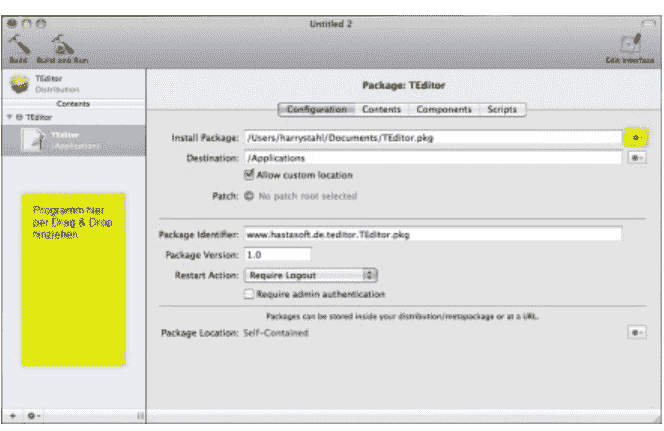 Untitled 2
Build Build and Run Edit Interface
TEditor
Distribution
Contents
TEditor
TEditor
/Applications
Programm hier
per Drag & Drop
hinziehen
Package: TEditor
Configuration Contents Components Scripts
Install Package: /Users/harrystahl/Documents/TEditor.pkg
Destination: /Applications
Allow custom location
Patch: No patch root selected
Package Identifier: www.hastasoft.de.teditor.TEditor.pkg
Package Version: 1.0
Restart Action: Require Logout
Require admin authentication
Packages can be stored inside your distribution/metapackage or at a URL.
Package Location: Self-Contained